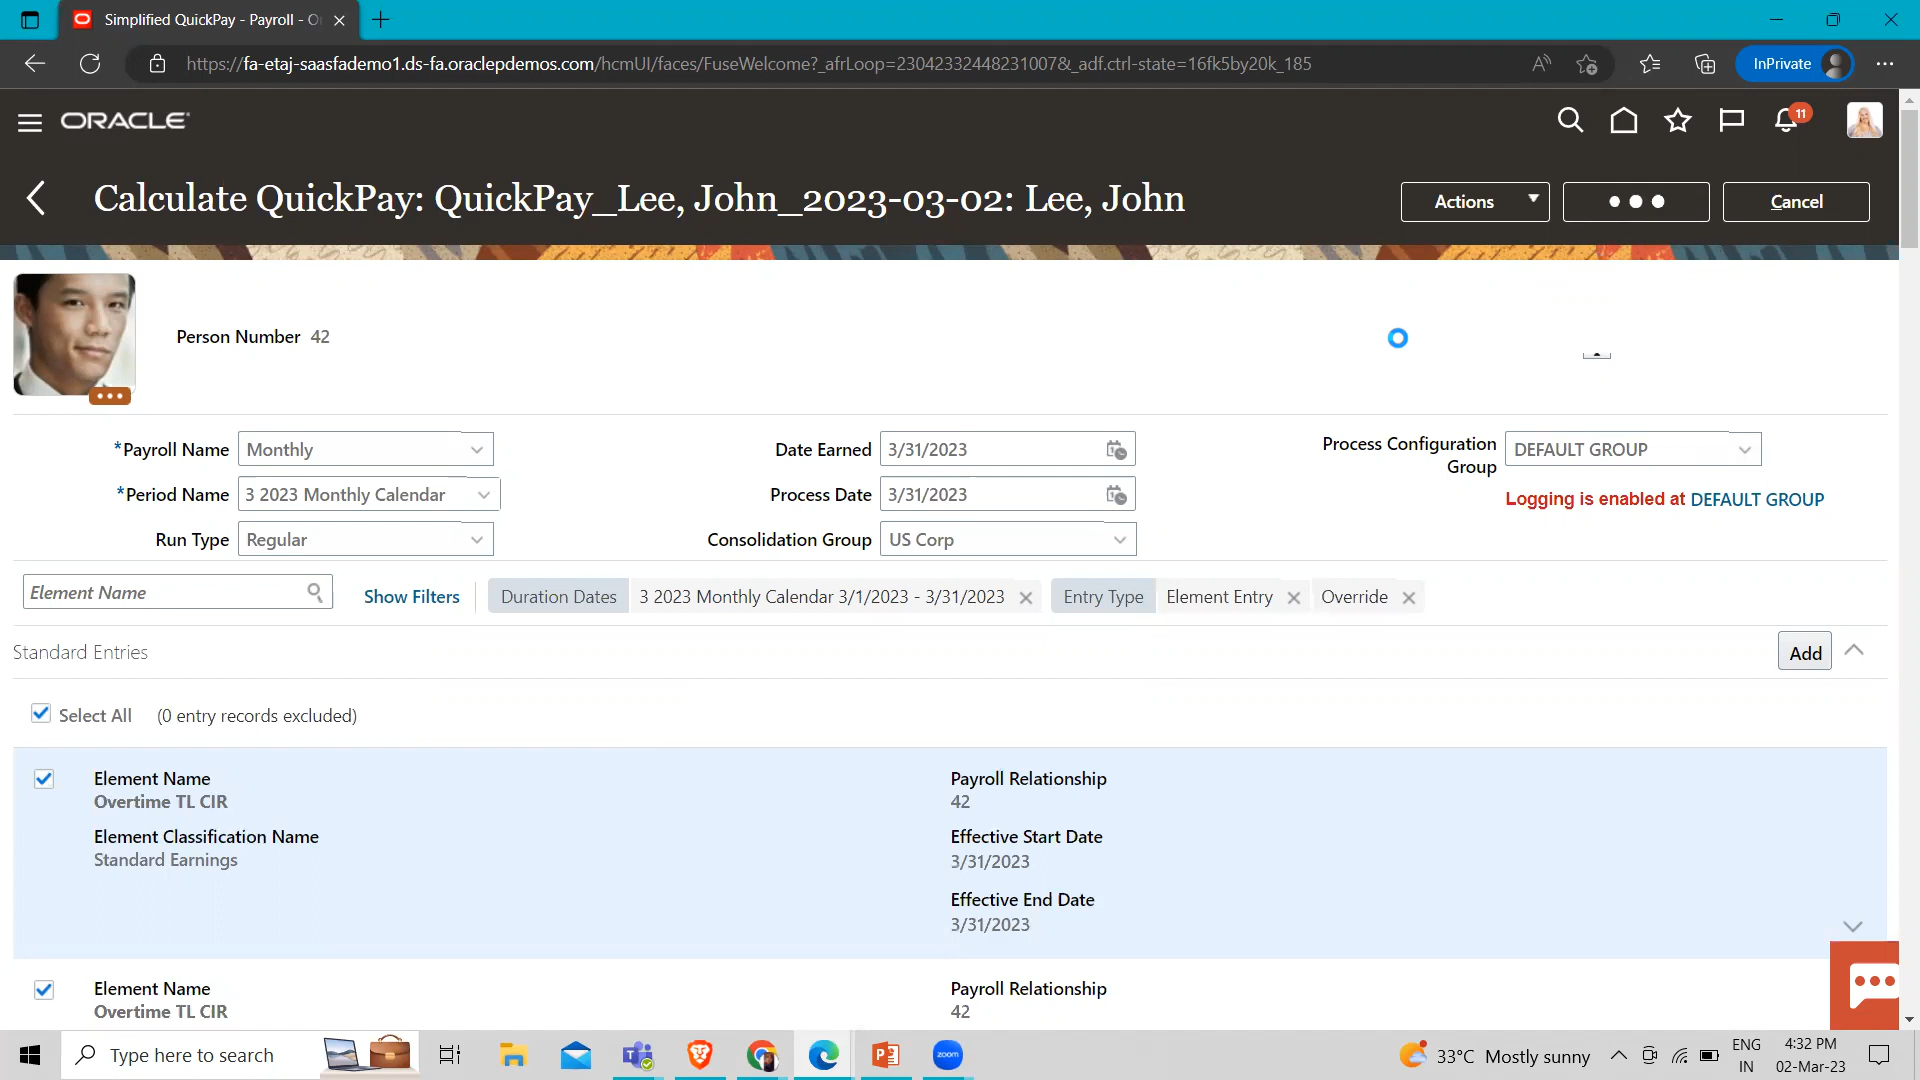 Simplified QuickPay - Payroll - O
https://fa-etaj-saasfademo1.ds-fa.oraclepdemos.com/hcmUI/faces/FuseWelcome?_afrLoop=23042332448231007&_adf.ctrl-state=16fk5by20k_185
InPrivate
ORACLE
11
Calculate QuickPay: QuickPay_Lee, John_2023-03-02: Lee, John
Actions
Cancel
Person Number 42
*Payroll Name Monthly
Date Earned 3/31/2023
Process Configuration Group DEFAULT GROUP
*Period Name 3 2023 Monthly Calendar
Process Date 3/31/2023
Logging is enabled at DEFAULT GROUP
Run Type Regular
Consolidation Group US Corp
Element Name
Show Filters
Duration Dates 3 2023 Monthly Calendar 3/1/2023 - 3/31/2023
Entry Type Element Entry Override
Standard Entries
Add
Select All (0 entry records excluded)
Element Name
Overtime TL CIR
Payroll Relationship
42
Element Classification Name
Standard Earnings
Effective Start Date
3/31/2023
Effective End Date
3/31/2023
Element Name
Overtime TL CIR
Payroll Relationship
42
Type here to search
zoom
33°C Mostly sunny
ENG
IN
4:32 PM
02-Mar-23